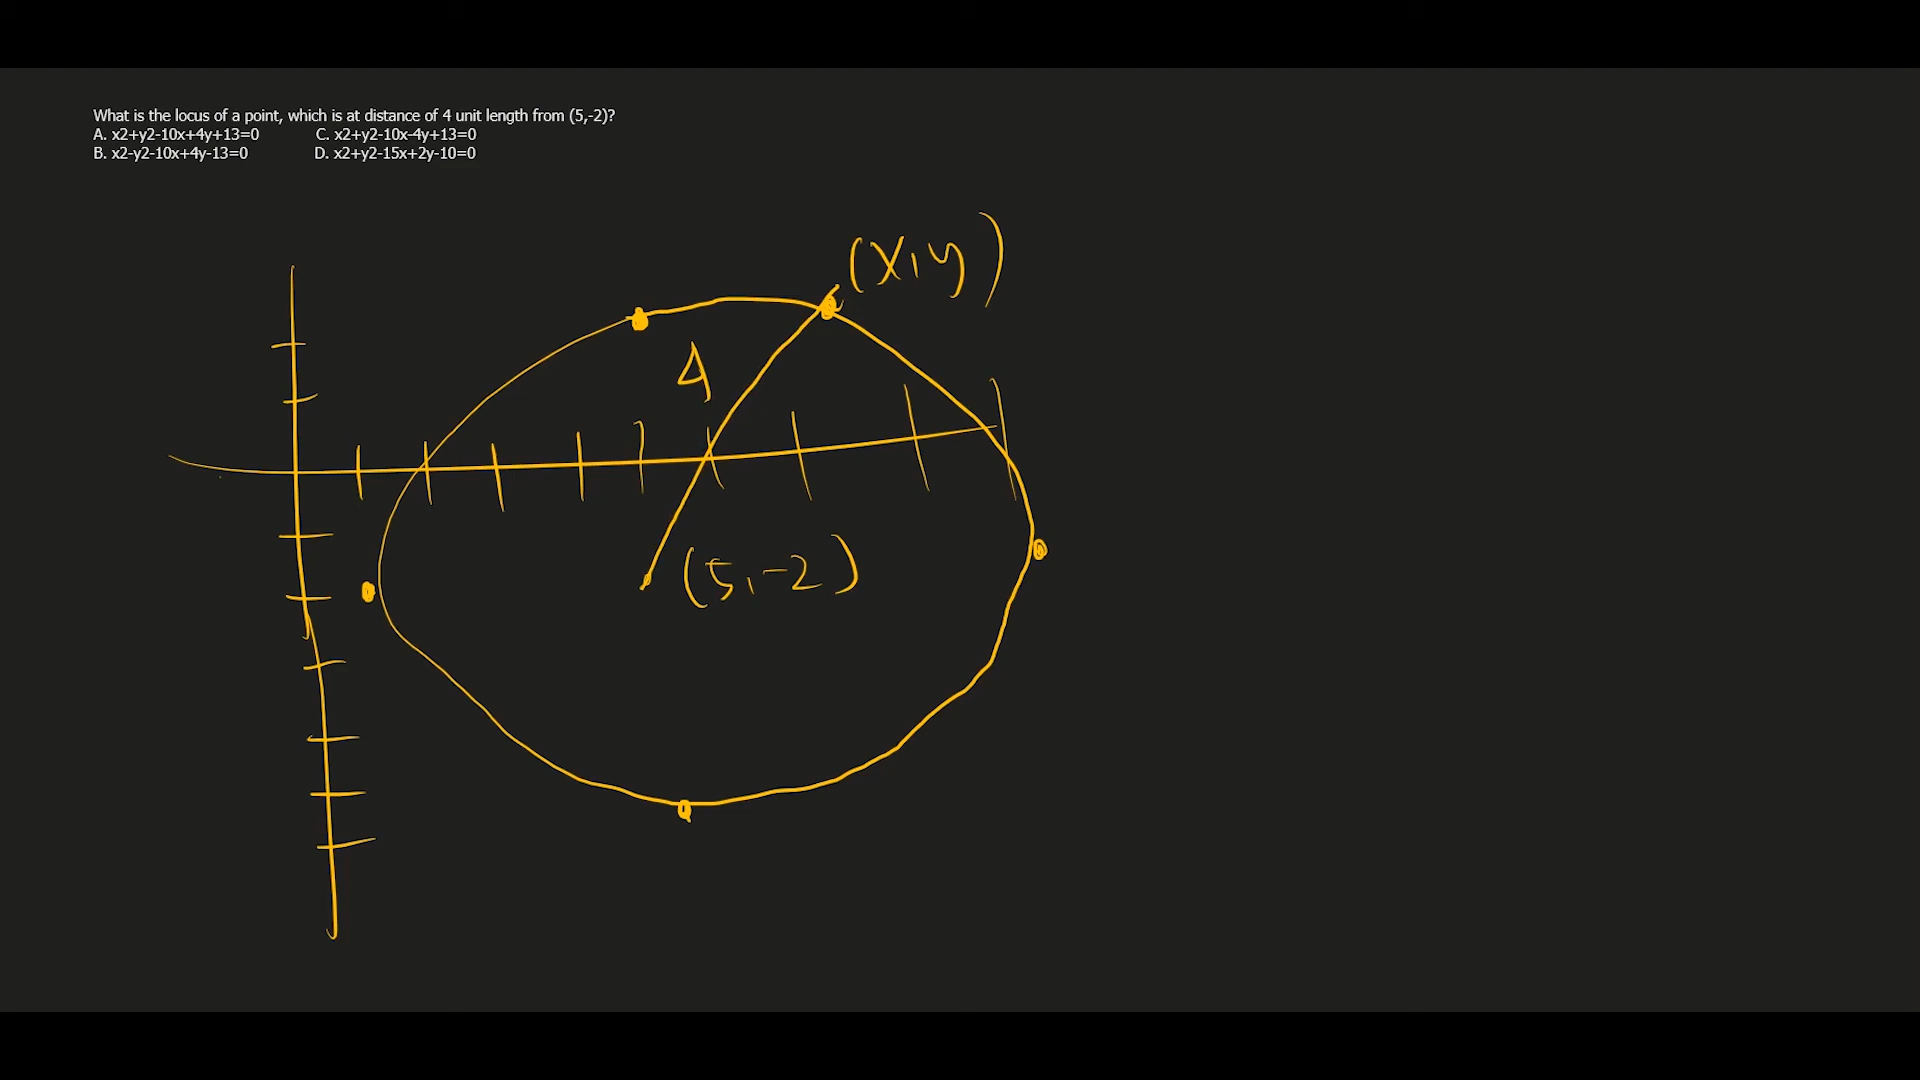 What is the locus of a point, which is at distance of 4 unit length from (5,-2)?
A. x2+y2-10x+4y+13=0 C. x2+y2-10x-4y+13=0
B. x2-y2-10x+4y-13=0 D. x2+y2-15x+2y-10=0
(x,y)
4
(5,-2)